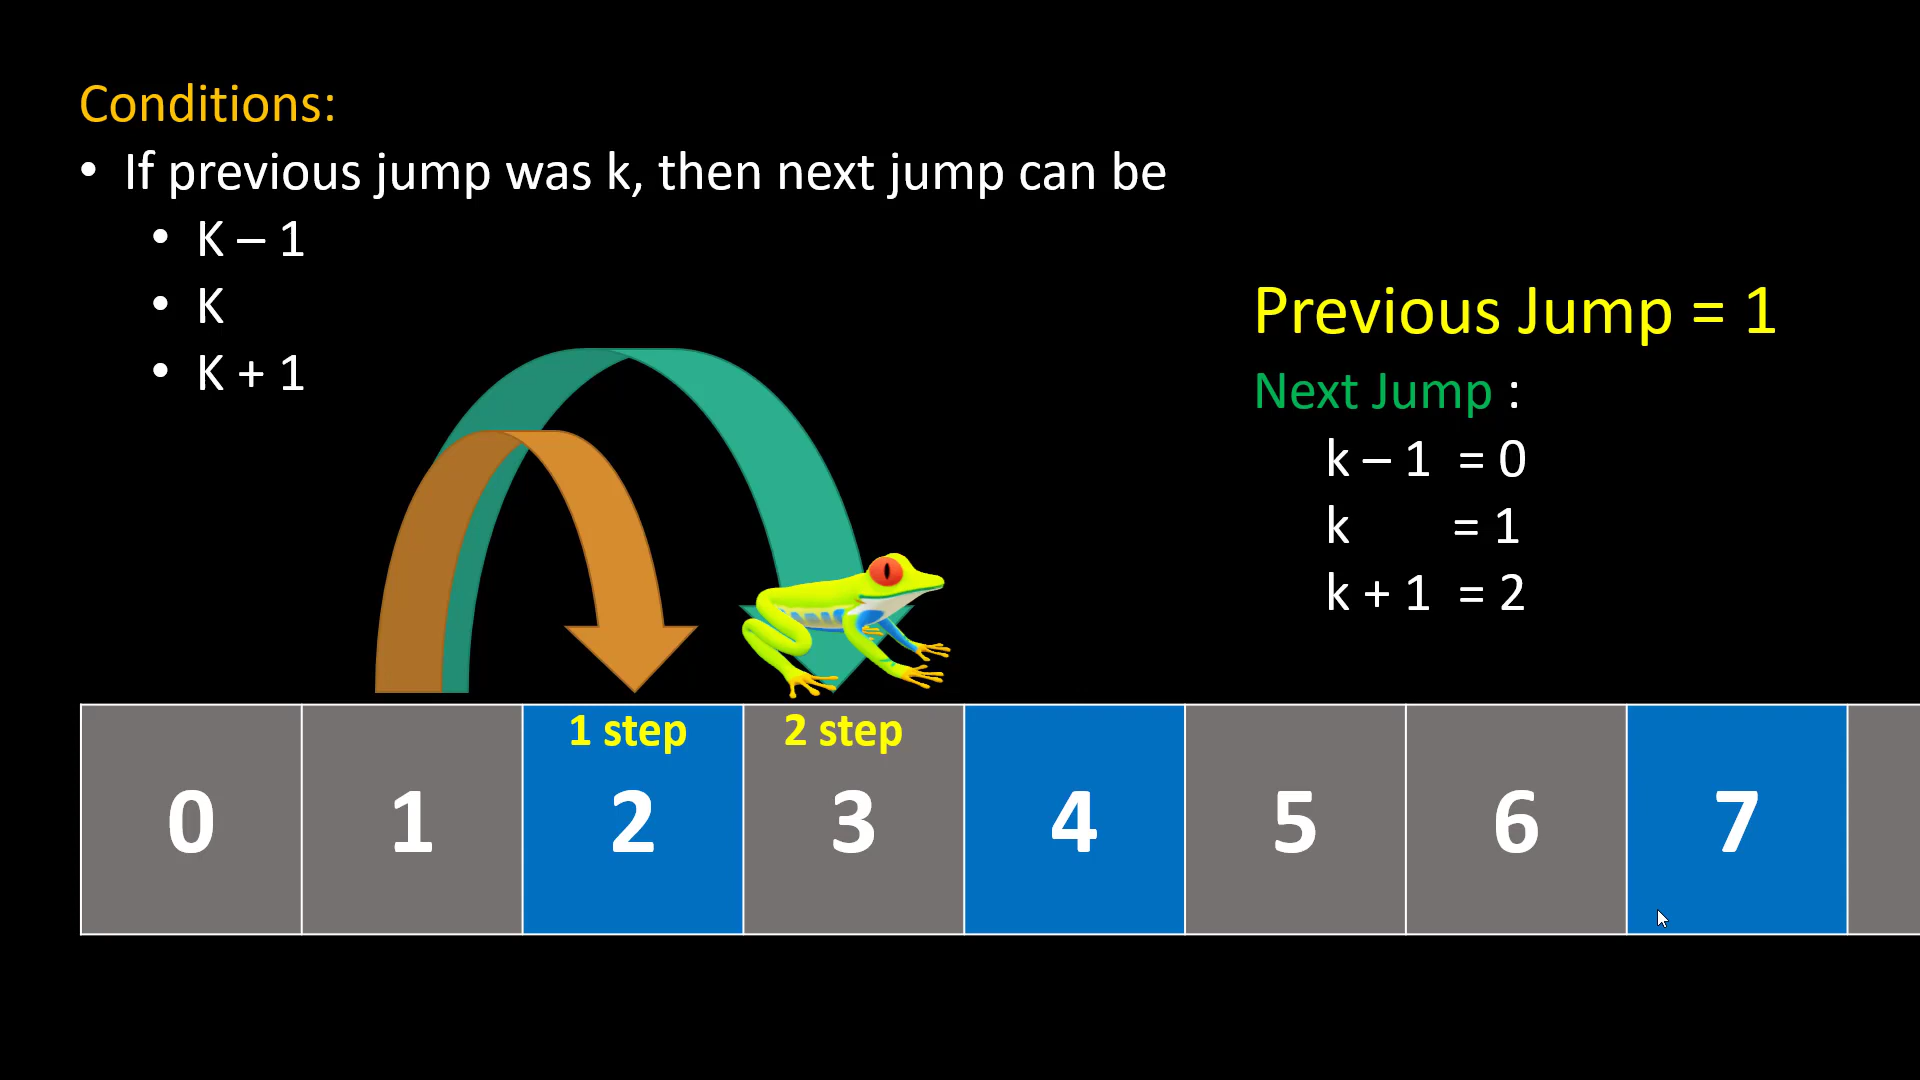 Conditions:
• If previous jump was k, then next jump can be
• K – 1
• K
• K + 1
Previous Jump = 1
Next Jump :
k – 1 = 0
k = 1
k + 1 = 2
1 step 2 step
0 1 2 3 4 5 6 7